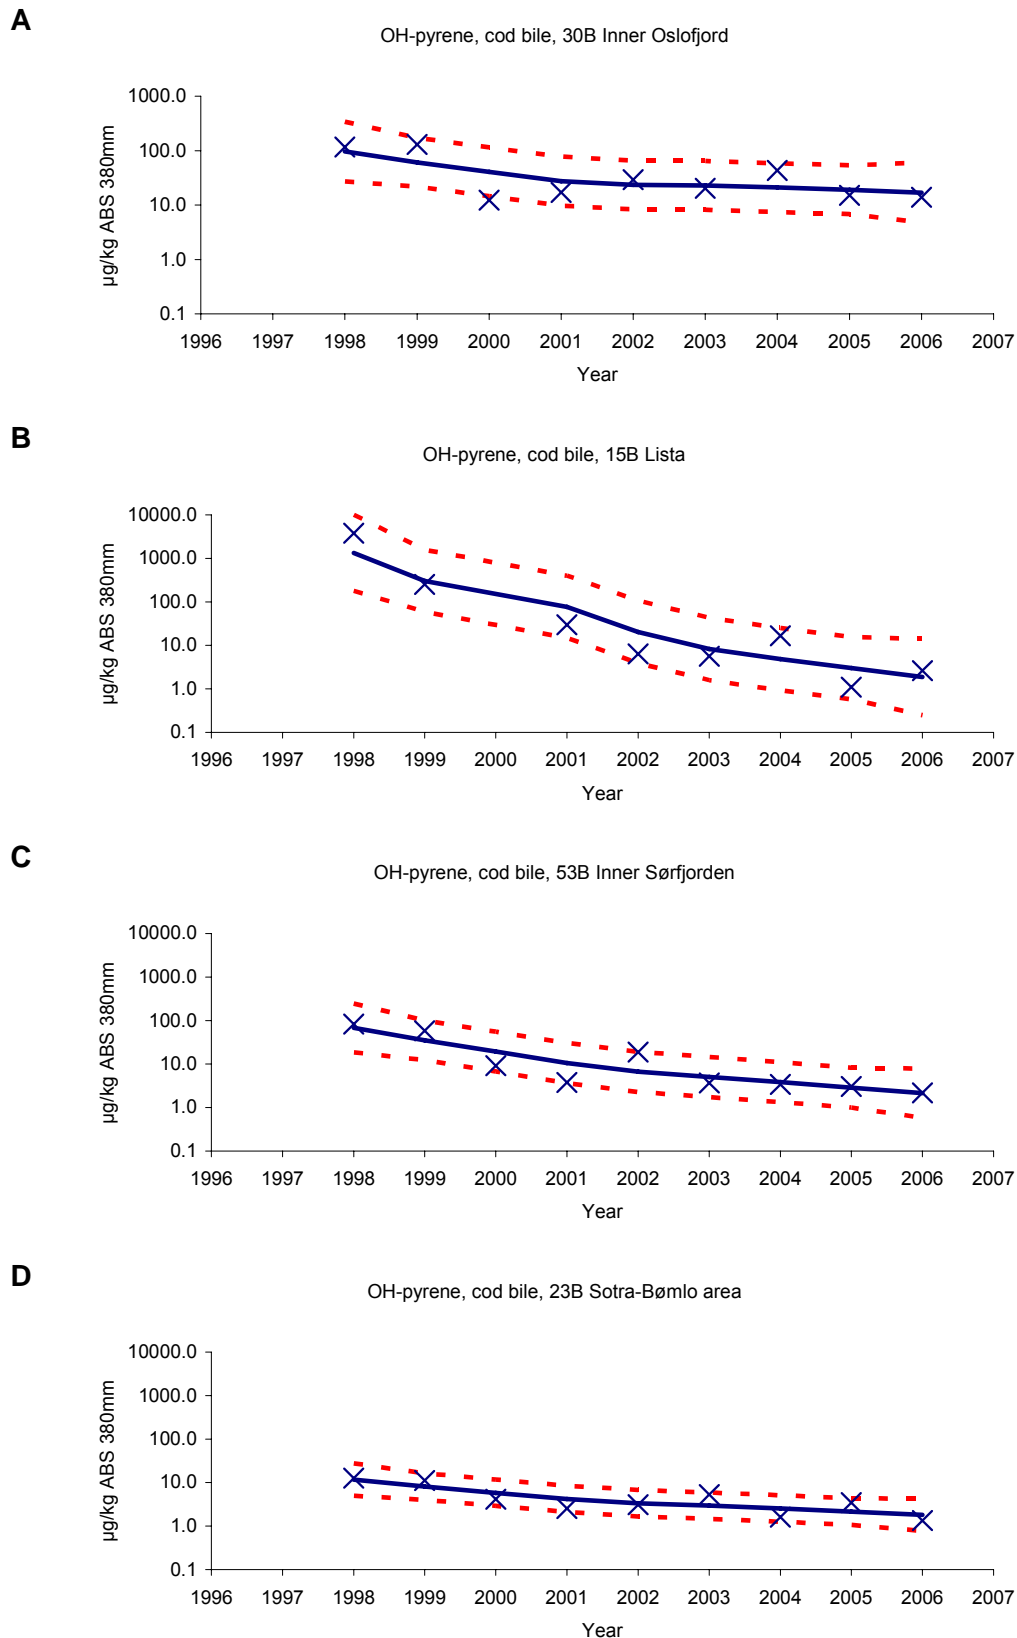 A
OH-pyrene, cod bile, 30B Inner Oslofjord
µg/kg ABS 380mm
1000.0
100.0
10.0
1.0
0.1
1996 1997 1998 1999 2000 2001 2002 2003 2004 2005 2006 2007
Year
B
OH-pyrene, cod bile, 15B Lista
µg/kg ABS 380mm
10000.0
1000.0
100.0
10.0
1.0
0.1
1996 1997 1998 1999 2000 2001 2002 2003 2004 2005 2006 2007
Year
C
OH-pyrene, cod bile, 53B Inner Sørfjorden
µg/kg ABS 380mm
10000.0
1000.0
100.0
10.0
1.0
0.1
1996 1997 1998 1999 2000 2001 2002 2003 2004 2005 2006 2007
Year
D
OH-pyrene, cod bile, 23B Sotra-Bømlo area
µg/kg ABS 380mm
10000.0
1000.0
100.0
10.0
1.0
0.1
1996 1997 1998 1999 2000 2001 2002 2003 2004 2005 2006 2007
Year